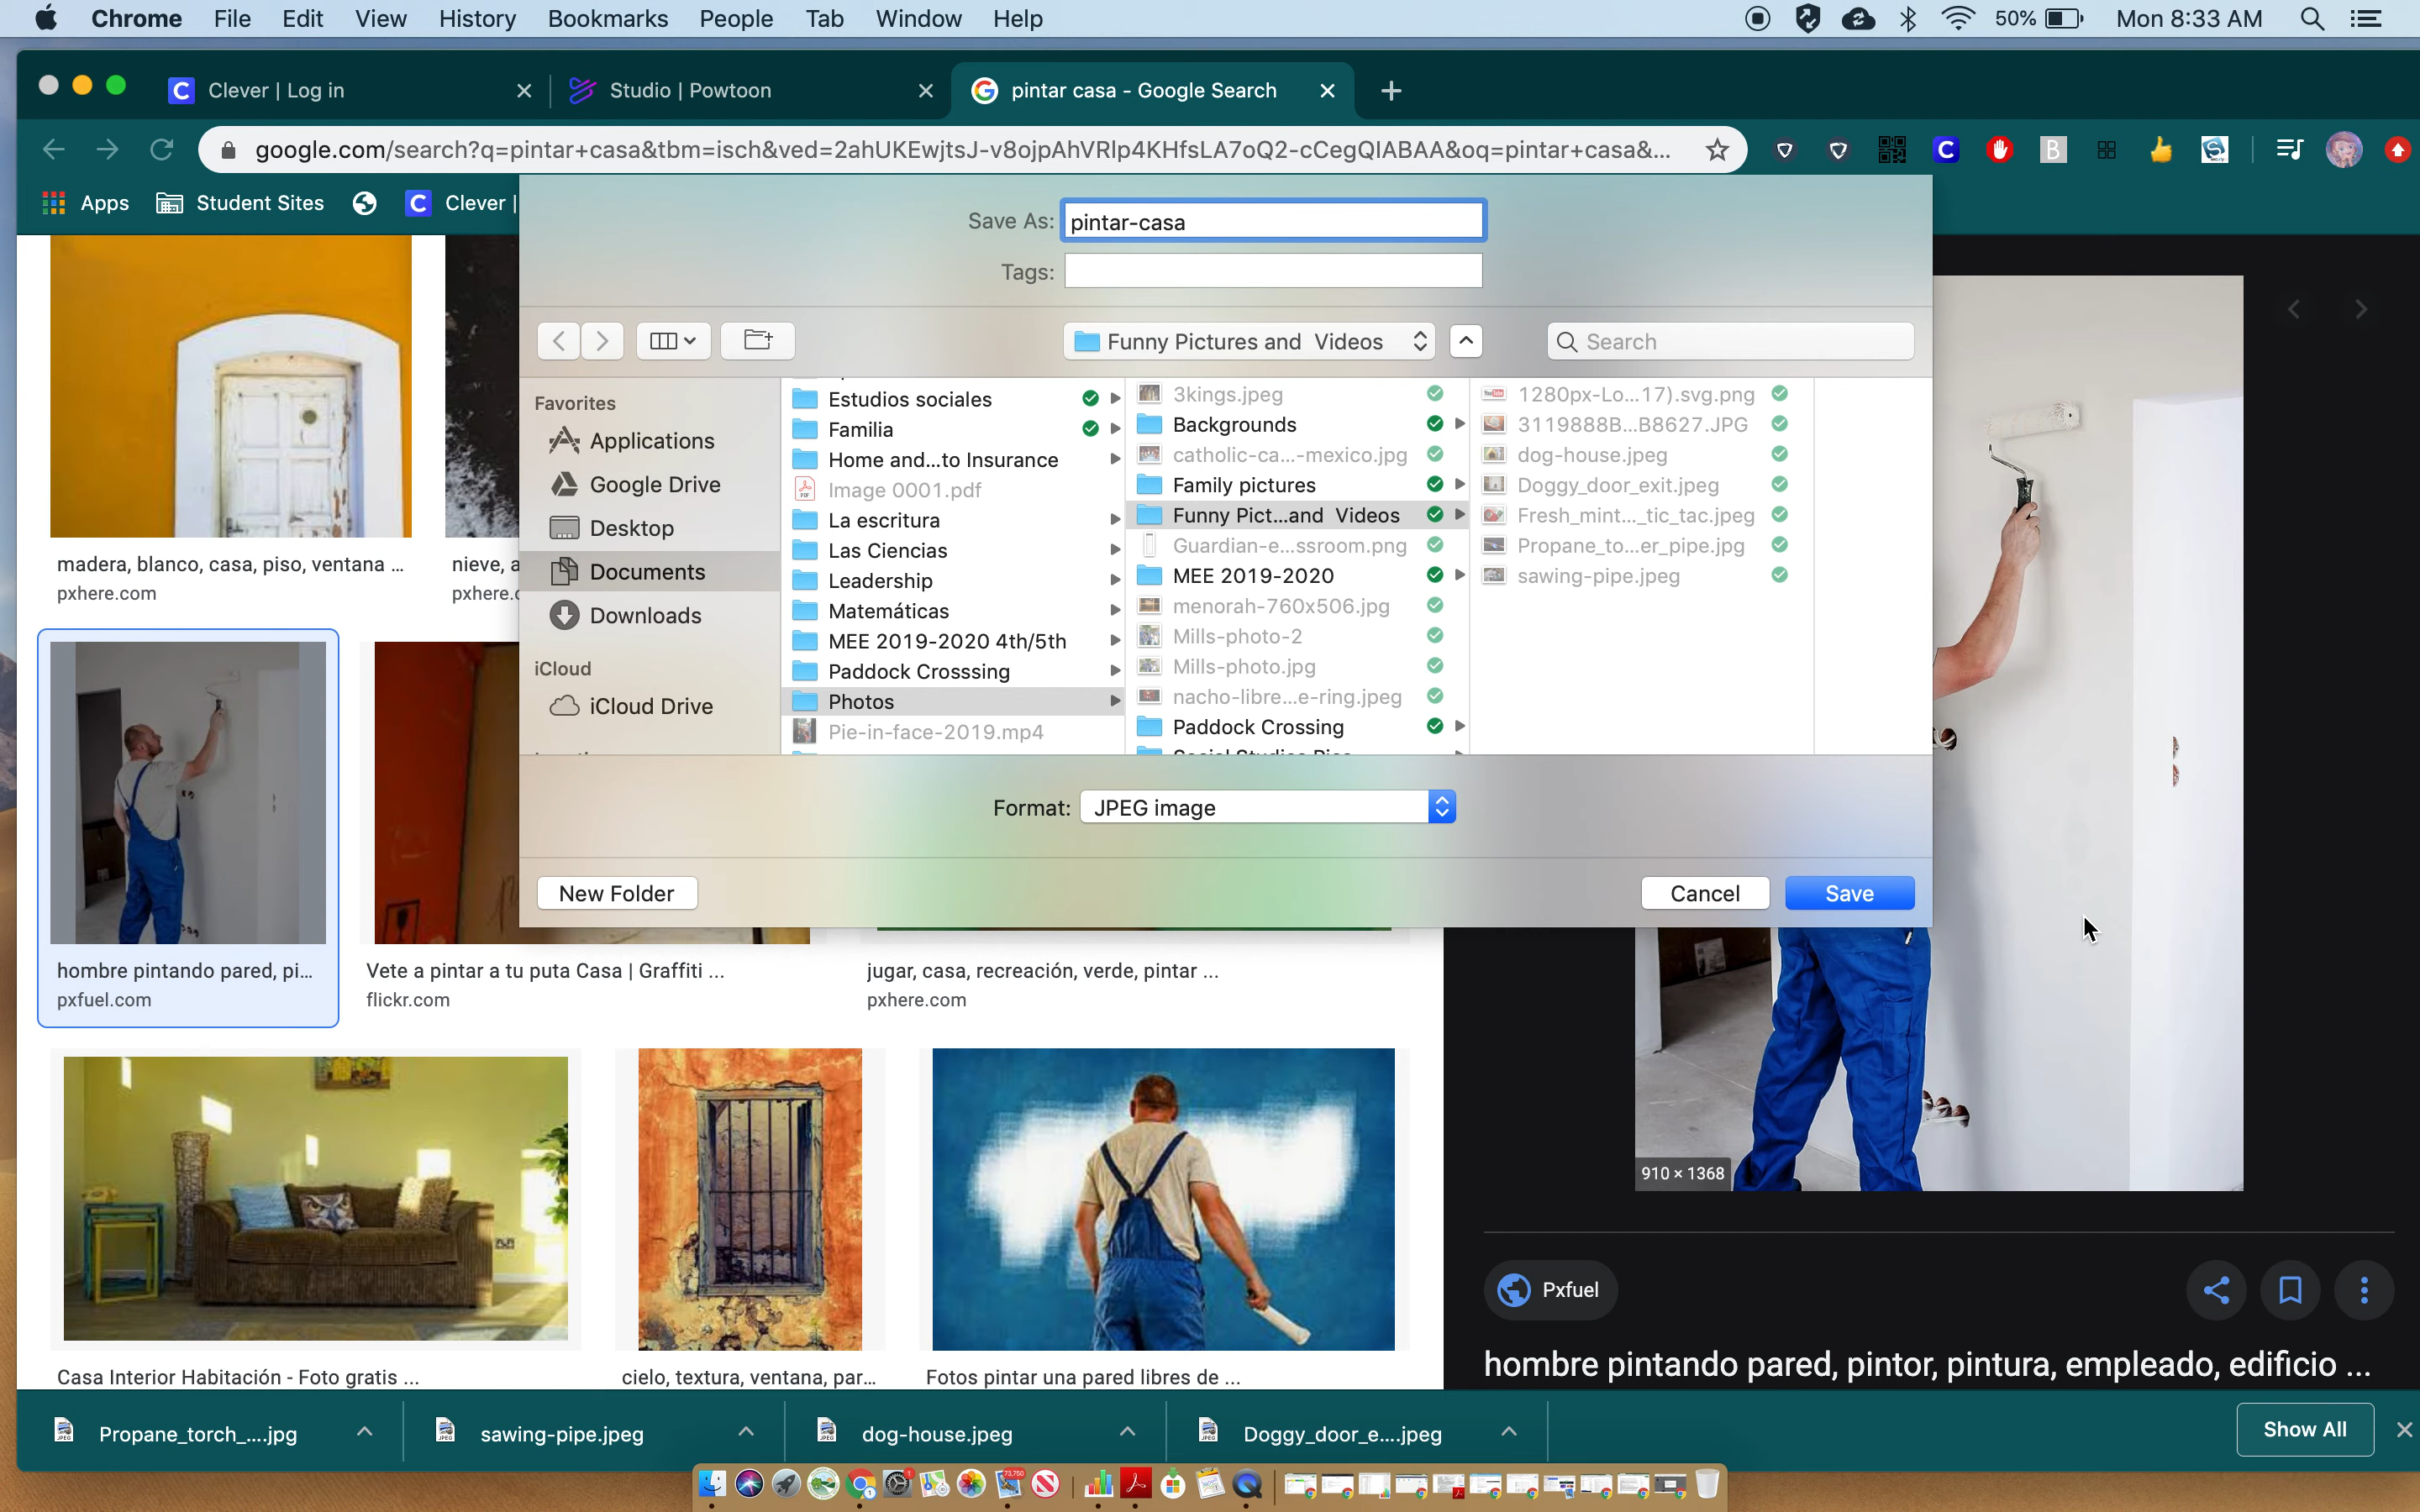 Chrome File Edit View History Bookmarks People Tab Window Help
50% Mon 8:33 AM
Clever | Log in
Studio | Powtoon
pintar casa - Google Search
google.com/search?q=pintar+casa&tbm=isch&ved=2ahUKEwjtsJ-v8ojpAhVRlp4KHfsLA7oQ2-cCegQIABAA&oq=pintar+casa&...
Apps
Student Sites
Clever |
Save As: pintar-casa
Tags:
Funny Pictures and Videos
Search
Favorites
Applications
Google Drive
Desktop
Documents
Downloads
iCloud
iCloud Drive
Estudios sociales
Familia
Home and...to Insurance
Image 0001.pdf
La escritura
Las Ciencias
Leadership
Matemáticas
MEE 2019-2020 4th/5th
Paddock Crosssing
Photos
Pie-in-face-2019.mp4
3kings.jpeg
Backgrounds
catholic-ca...-mexico.jpg
Family pictures
Funny Pict...and Videos
Guardian-e...ssroom.png
MEE 2019-2020
menorah-760x506.jpg
Mills-photo-2
Mills-photo.jpg
nacho-libre...e-ring.jpeg
Paddock Crossing
1280px-Lo...17).svg.png
3119888B...B8627.JPG
dog-house.jpeg
Doggy_door_exit.jpeg
Fresh_mint..._tic_tac.jpeg
Propane_to...er_pipe.jpg
sawing-pipe.jpeg
Format: JPEG image
New Folder
Cancel
Save
madera, blanco, casa, piso, ventana ...
pxhere.com
nieve, a
pxhere.c
hombre pintando pared, pi...
pxfuel.com
Vete a pintar a tu puta Casa | Graffiti ...
flickr.com
jugar, casa, recreación, verde, pintar ...
pxhere.com
Casa Interior Habitación - Foto gratis ...
cielo, textura, ventana, par...
Fotos pintar una pared libres de ...
910 × 1368
Pxfuel
hombre pintando pared, pintor, pintura, empleado, edificio ...
Propane_torch_....jpg
sawing-pipe.jpeg
dog-house.jpeg
Doggy_door_e....jpeg
Show All